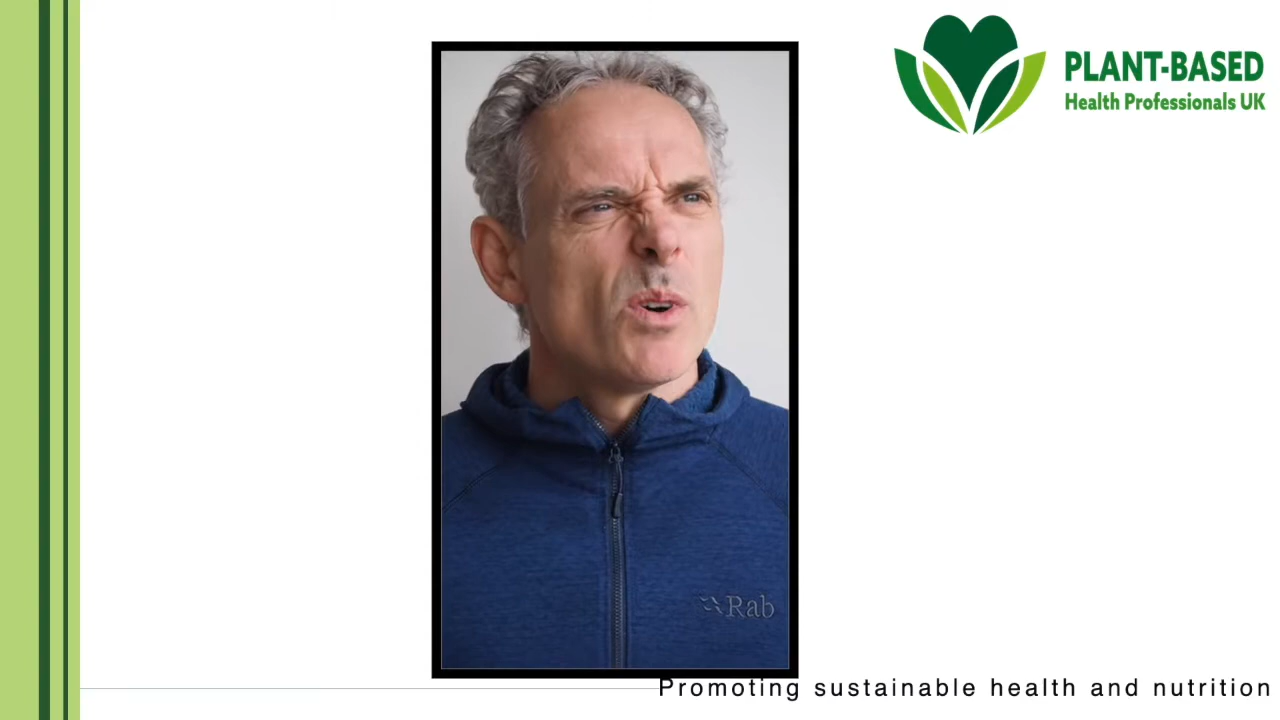 PLANT-BASED
Health Professionals UK
Rab
Promoting sustainable health and nutrition